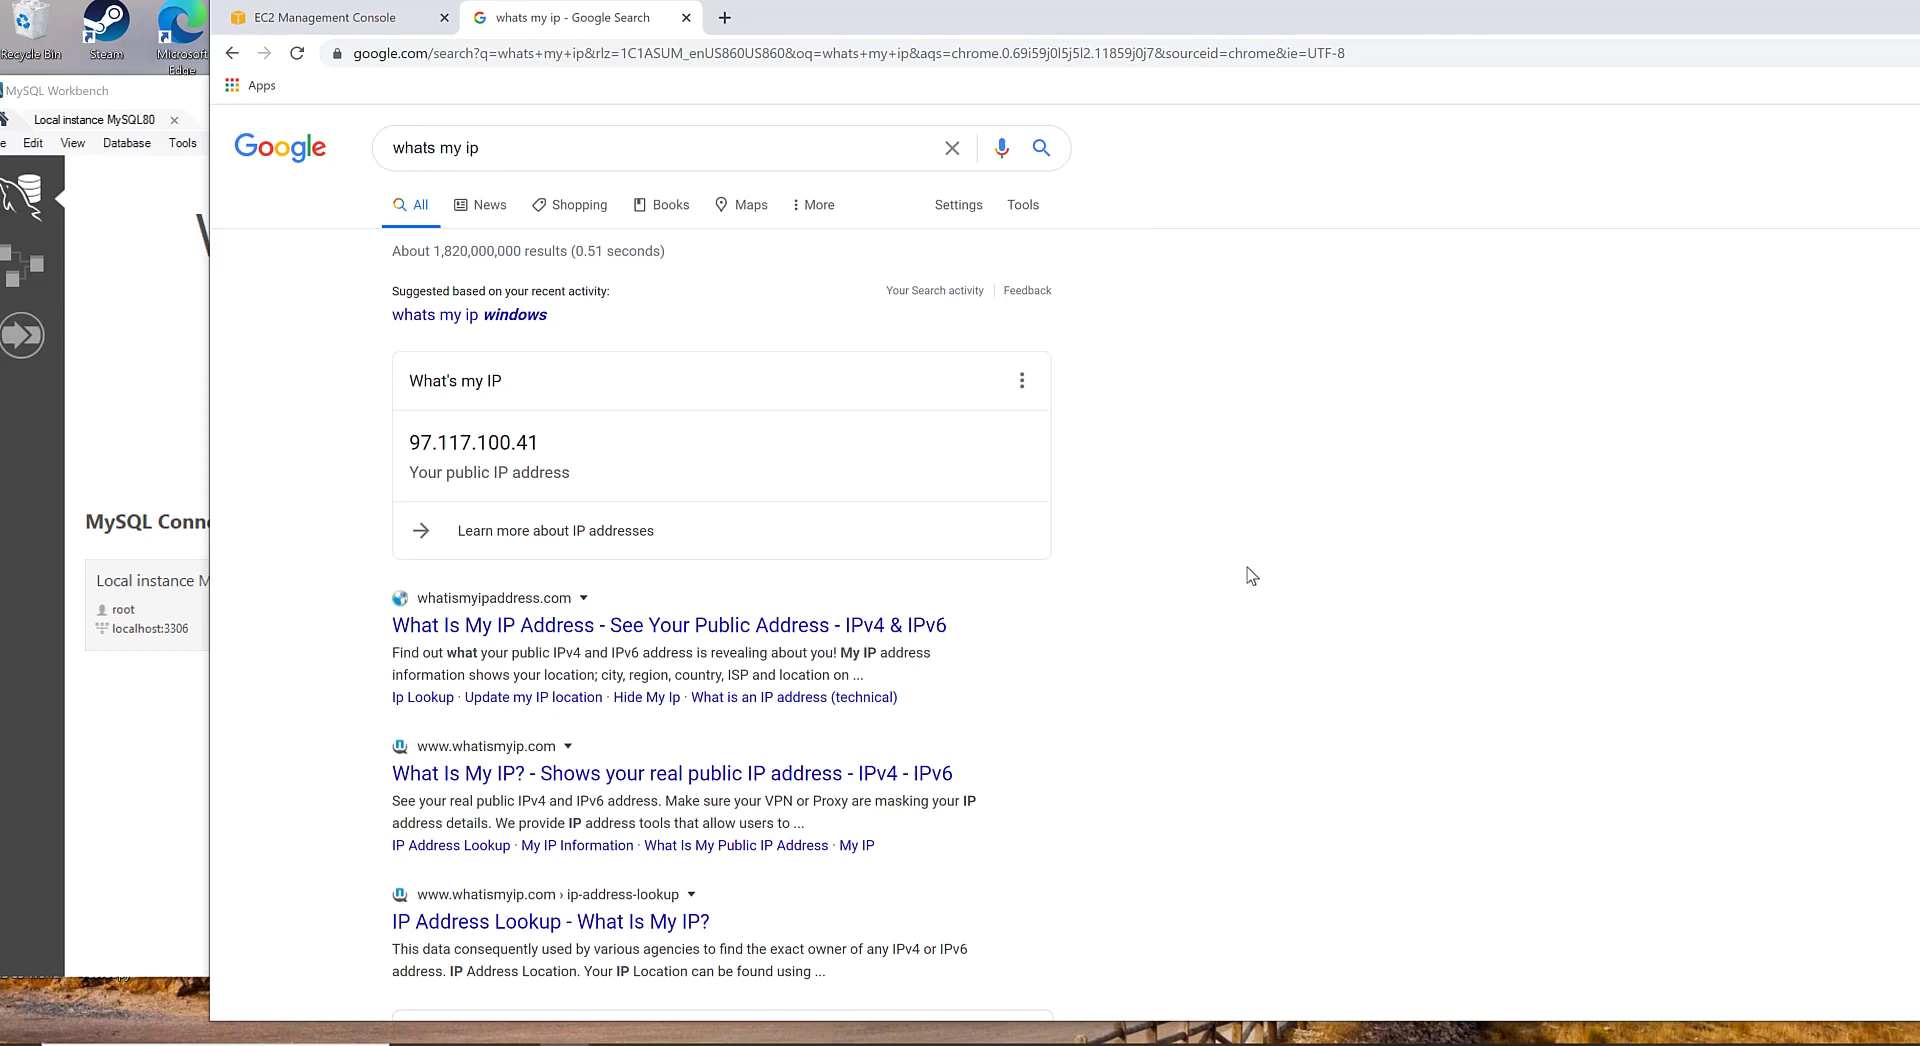 Recycle Bin
Steam
Microsoft
Edge
MySQL Workbench
Local instance MySQL80
Edit View Database Tools
MySQL Conn
Local instance M
root
localhost:3306
EC2 Management Console
whats my ip - Google Search
google.com/search?q=whats+my+ip&rlz=1C1ASUM_enUS860US860&oq=whats+my+ip&aqs=chrome.0.69i59j0l5j5l2.11859j0j7&sourceid=chrome&ie=UTF-8
Apps
Google
whats my ip
All News Shopping Books Maps More Settings Tools
About 1,820,000,000 results (0.51 seconds)
Suggested based on your recent activity: Your Search activity Feedback
whats my ip windows
What's my IP
97.117.100.41
Your public IP address
Learn more about IP addresses
whatismyipaddress.com
What Is My IP Address - See Your Public Address - IPv4 & IPv6
Find out what your public IPv4 and IPv6 address is revealing about you! My IP address
information shows your location; city, region, country, ISP and location on ...
Ip Lookup · Update my IP location · Hide My Ip · What is an IP address (technical)
www.whatismyip.com
What Is My IP? - Shows your real public IP address - IPv4 - IPv6
See your real public IPv4 and IPv6 address. Make sure your VPN or Proxy are masking your IP
address details. We provide IP address tools that allow users to ...
IP Address Lookup · My IP Information · What Is My Public IP Address · My IP
www.whatismyip.com › ip-address-lookup
IP Address Lookup - What Is My IP?
This data consequently used by various agencies to find the exact owner of any IPv4 or IPv6
address. IP Address Location. Your IP Location can be found using ...